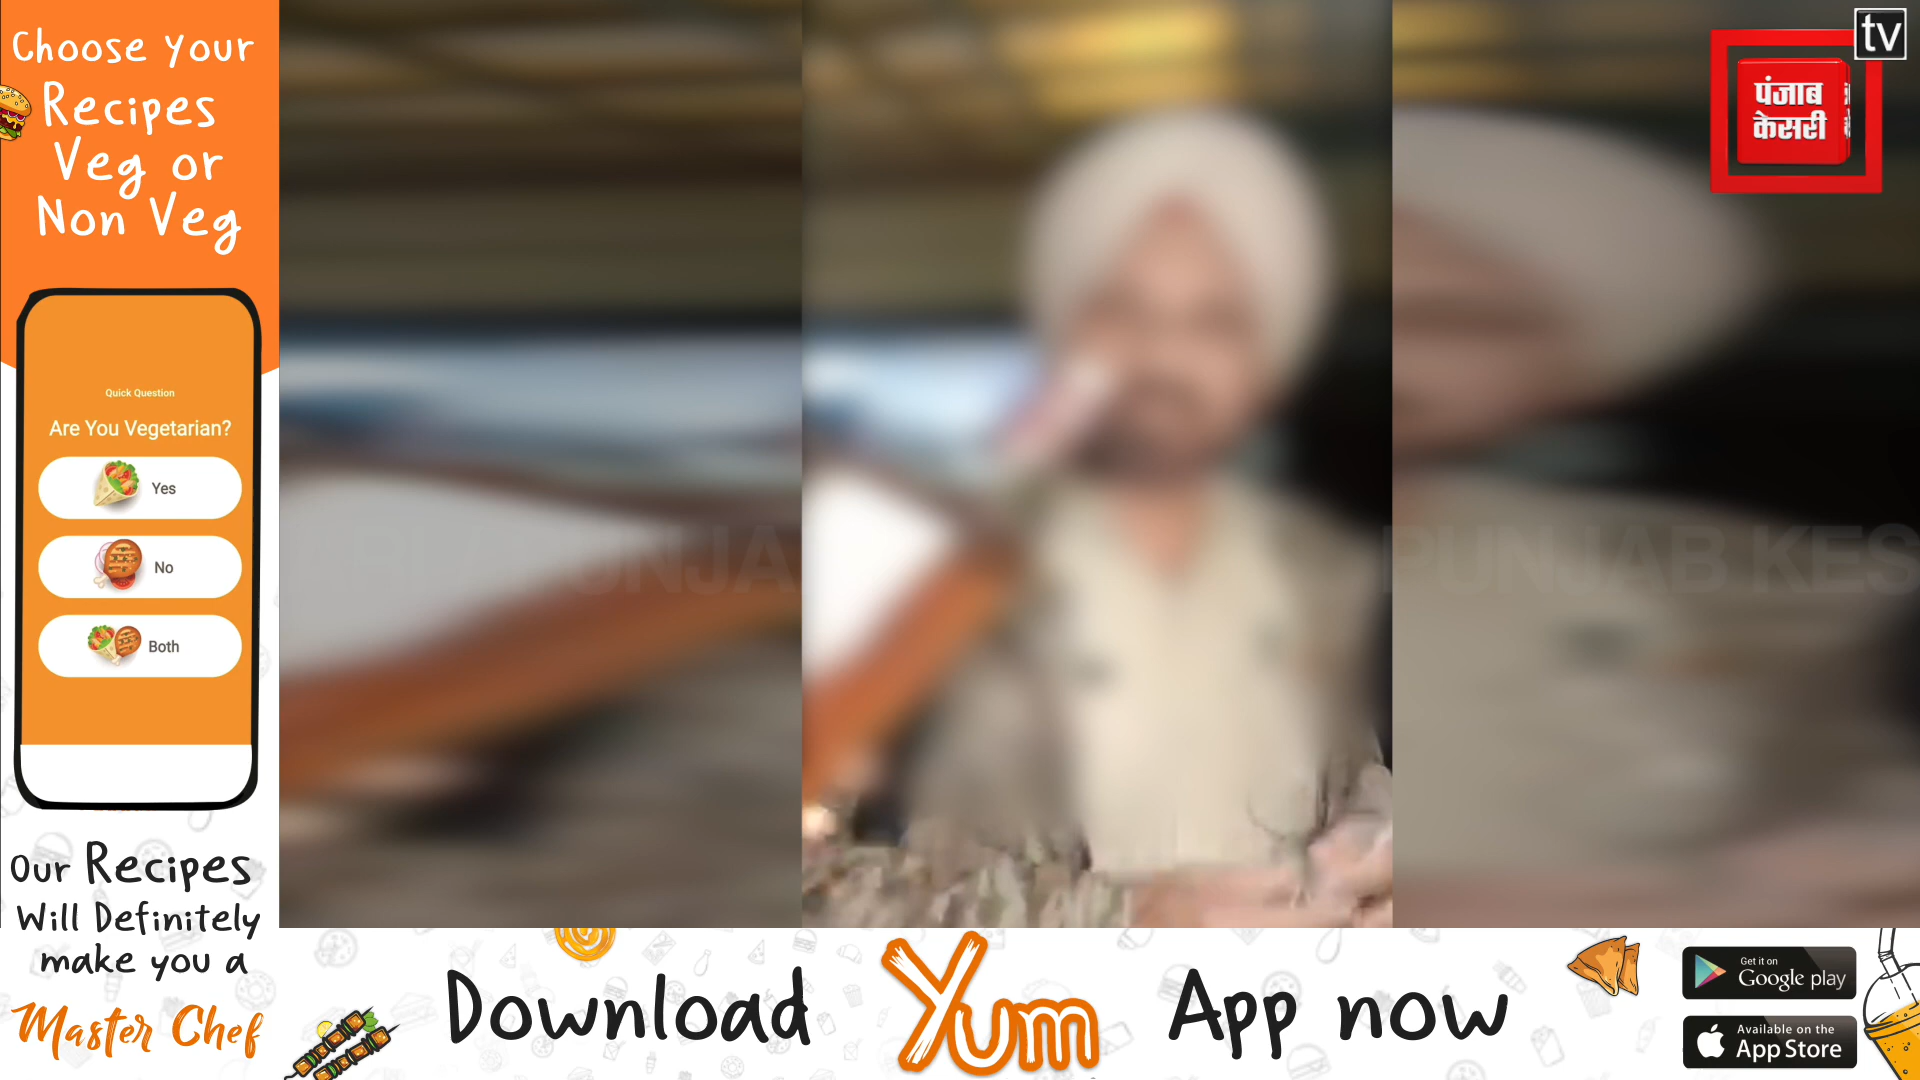 Choose Your
Recipes
Veg or
Non Veg
Quick Question
Are You Vegetarian?
Yes
No
Both
Our Recipes
Will Definitely
make you a
Master Chef
tv
पंजाब
केसरी
PUNJAB KES
Download Yum App now
Get it on
Google play
Available on the
App Store